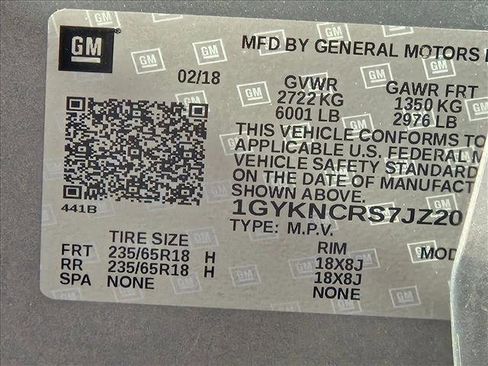 GM
MFD BY GENERAL MOTORS
02/18
GVWR GAWR FRT
2722 KG 1350 KG
6001 LB 2976 LB
THIS VEHICLE CONFORMS TO
APPLICABLE U.S. FEDERAL M
VEHICLE SAFETY STANDARD
ON THE DATE OF MANUFACT
SHOWN ABOVE.
441B
1GYKNCRS7JZ20
TYPE: M.P.V.
TIRE SIZE RIM MOD
FRT 235/65R18 H 18X8J
RR 235/65R18 H 18X8J
SPA NONE NONE